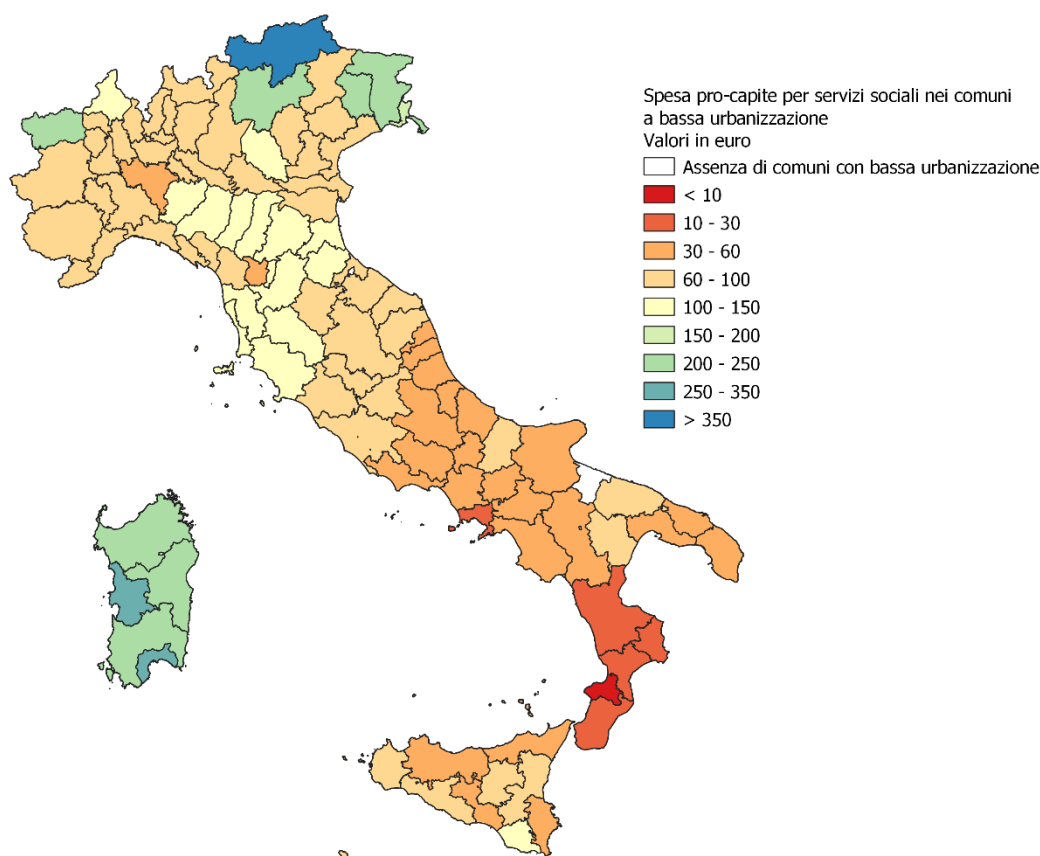 Spesa pro-capite per servizi sociali nei comuni
a bassa urbanizzazione
Valori in euro
Assenza di comuni con bassa urbanizzazione
< 10
10 - 30
30 - 60
60 - 100
100 - 150
150 - 200
200 - 250
250 - 350
> 350